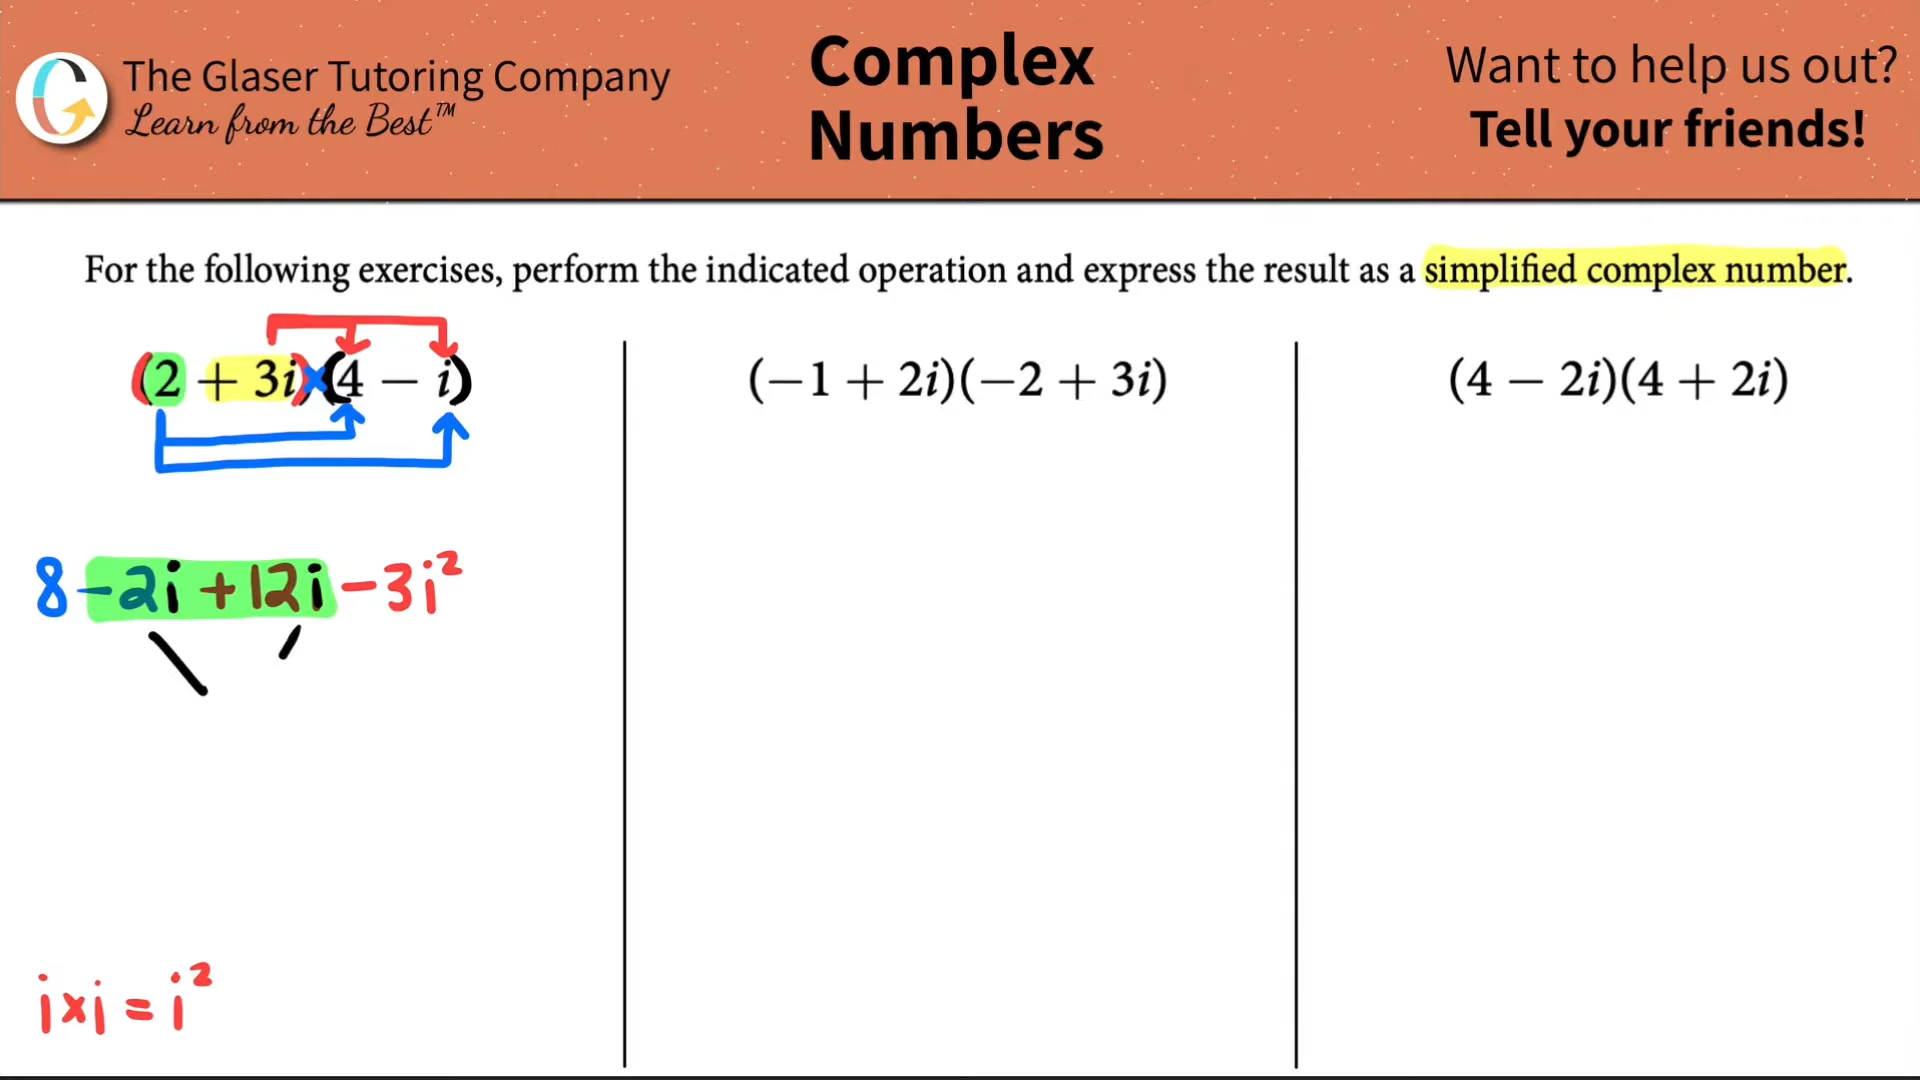 The Glaser Tutoring Company
Learn from the Best™
Complex
Numbers
Want to help us out?
Tell your friends!
For the following exercises, perform the indicated operation and express the result as a simplified complex number.
(2 + 3i)×(4 − i)
8 −2i +12i −3i²
i×i = i²
(−1 + 2i)(−2 + 3i)
(4 − 2i)(4 + 2i)